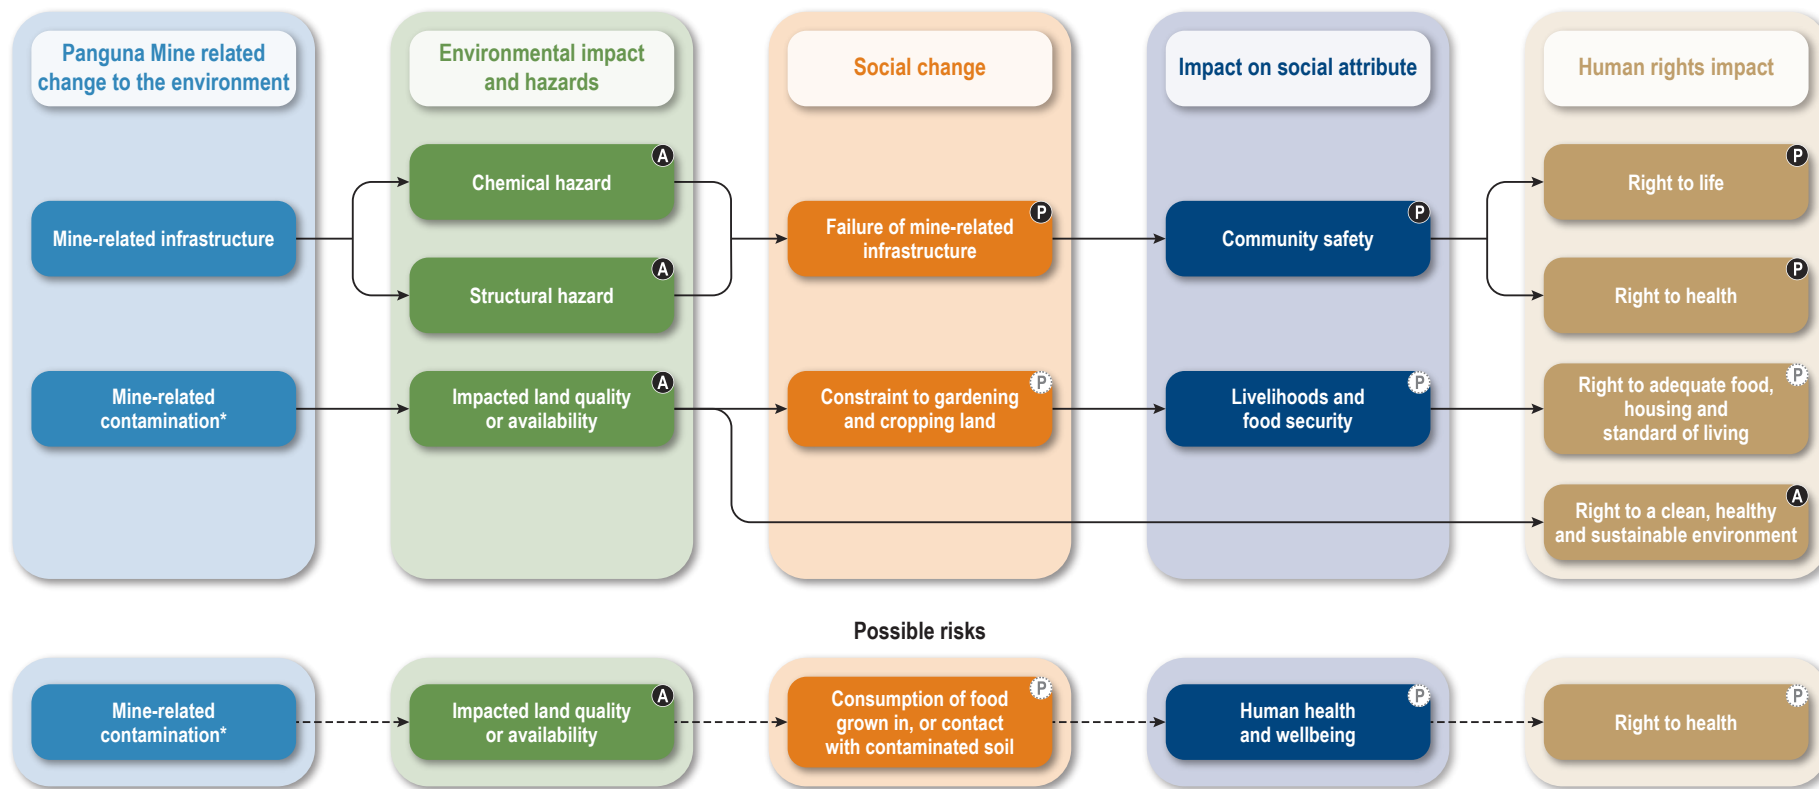 Panguna Mine related
change to the environment
Environmental impact
and hazards
Social change
Impact on social attribute
Human rights impact
Mine-related infrastructure
A
Chemical hazard
A
Structural hazard
P
Failure of mine-related
infrastructure
P
Community safety
P
Right to life
P
Right to health
Mine-related
contamination*
A
Impacted land quality
or availability
P
Constraint to gardening
and cropping land
P
Livelihoods and
food security
P
Right to adequate food,
housing and
standard of living
A
Right to a clean, healthy
and sustainable environment
Possible risks
Mine-related
contamination*
A
Impacted land quality
or availability
P
Consumption of food
grown in, or contact
with contaminated soil
P
Human health
and wellbeing
P
Right to health